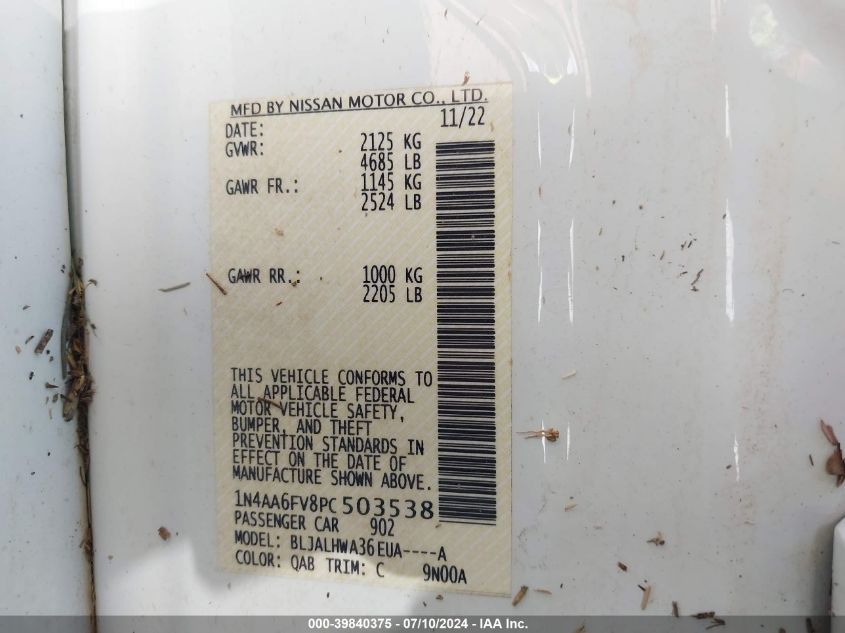 MFD BY NISSAN MOTOR CO., LTD.
DATE: 11/22
GVWR: 2125 KG
4685 LB
GAWR FR.: 1145 KG
2524 LB
GAWR RR.: 1000 KG
2205 LB
THIS VEHICLE CONFORMS TO
ALL APPLICABLE FEDERAL
MOTOR VEHICLE SAFETY,
BUMPER, AND THEFT
PREVENTION STANDARDS IN
EFFECT ON THE DATE OF
MANUFACTURE SHOWN ABOVE.
1N4AA6FV8PC503538
PASSENGER CAR 902
MODEL: BLJALHWA36EUA----A
COLOR: QAB TRIM: C 9N00A
000-39840375 - 07/10/2024 - IAA Inc.